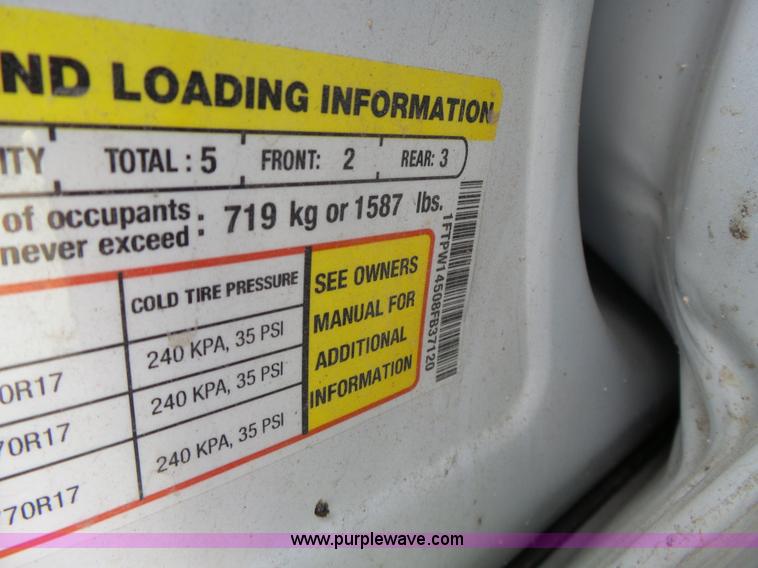 ND LOADING INFORMATION
ITY TOTAL: 5 FRONT: 2 REAR: 3
of occupants : 719 kg or 1587 lbs.
never exceed
COLD TIRE PRESSURE
240 KPA, 35 PSI
0R17 240 KPA, 35 PSI
70R17 240 KPA, 35 PSI
70R17
SEE OWNERS
MANUAL FOR
ADDITIONAL
INFORMATION
1FTPW14508FB37120
www.purplewave.com